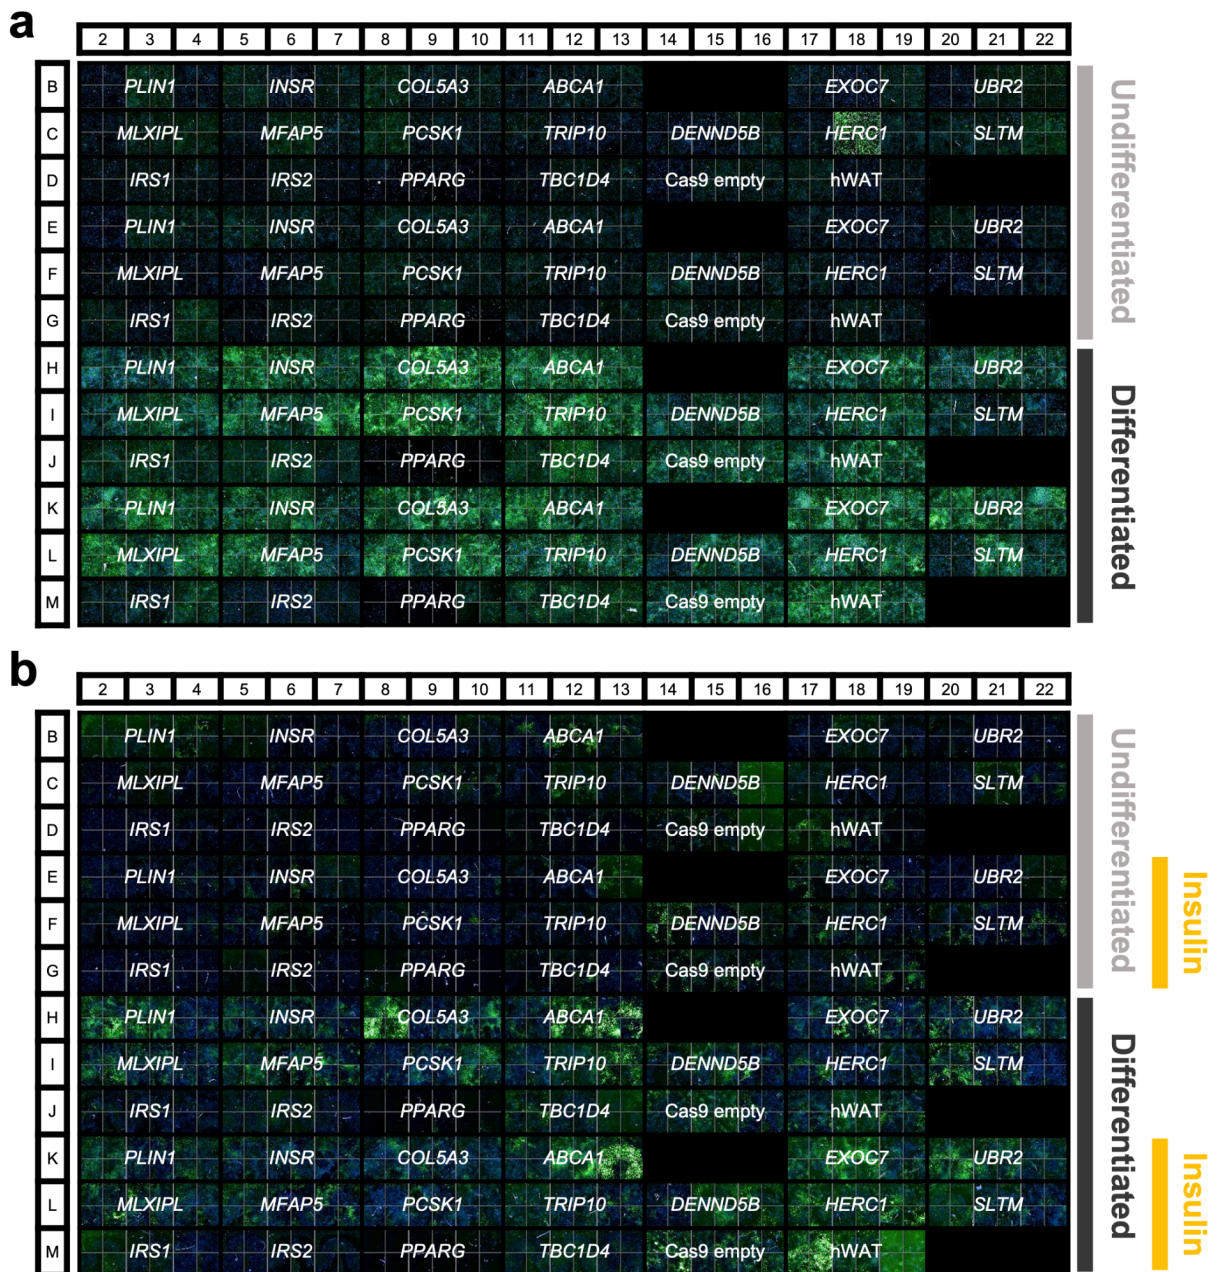 a
2 3 4 5 6 7 8 9 10 11 12 13 14 15 16 17 18 19 20 21 22
B PLIN1 INSR COL5A3 ABCA1 EXOC7 UBR2
C MLXIPL MFAP5 PCSK1 TRIP10 DENND5B HERC1 SLTM
D IRS1 IRS2 PPARG TBC1D4 Cas9 empty hWAT
E PLIN1 INSR COL5A3 ABCA1 EXOC7 UBR2
F MLXIPL MFAP5 PCSK1 TRIP10 DENND5B HERC1 SLTM
G IRS1 IRS2 PPARG TBC1D4 Cas9 empty hWAT
Undifferentiated
H PLIN1 INSR COL5A3 ABCA1 EXOC7 UBR2
I MLXIPL MFAP5 PCSK1 TRIP10 DENND5B HERC1 SLTM
J IRS1 IRS2 PPARG TBC1D4 Cas9 empty hWAT
K PLIN1 INSR COL5A3 ABCA1 EXOC7 UBR2
L MLXIPL MFAP5 PCSK1 TRIP10 DENND5B HERC1 SLTM
M IRS1 IRS2 PPARG TBC1D4 Cas9 empty hWAT
Differentiated
b
2 3 4 5 6 7 8 9 10 11 12 13 14 15 16 17 18 19 20 21 22
B PLIN1 INSR COL5A3 ABCA1 EXOC7 UBR2
C MLXIPL MFAP5 PCSK1 TRIP10 DENND5B HERC1 SLTM
D IRS1 IRS2 PPARG TBC1D4 Cas9 empty hWAT
E PLIN1 INSR COL5A3 ABCA1 EXOC7 UBR2
F MLXIPL MFAP5 PCSK1 TRIP10 DENND5B HERC1 SLTM
G IRS1 IRS2 PPARG TBC1D4 Cas9 empty hWAT
Undifferentiated
Insulin
H PLIN1 INSR COL5A3 ABCA1 EXOC7 UBR2
I MLXIPL MFAP5 PCSK1 TRIP10 DENND5B HERC1 SLTM
J IRS1 IRS2 PPARG TBC1D4 Cas9 empty hWAT
K PLIN1 INSR COL5A3 ABCA1 EXOC7 UBR2
L MLXIPL MFAP5 PCSK1 TRIP10 DENND5B HERC1 SLTM
M IRS1 IRS2 PPARG TBC1D4 Cas9 empty hWAT
Differentiated
Insulin